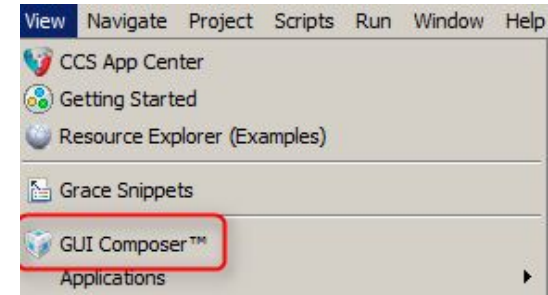 View Navigate Project Scripts Run Window Help
CCS App Center
Getting Started
Resource Explorer (Examples)
Grace Snippets
GUI Composer™
Applications